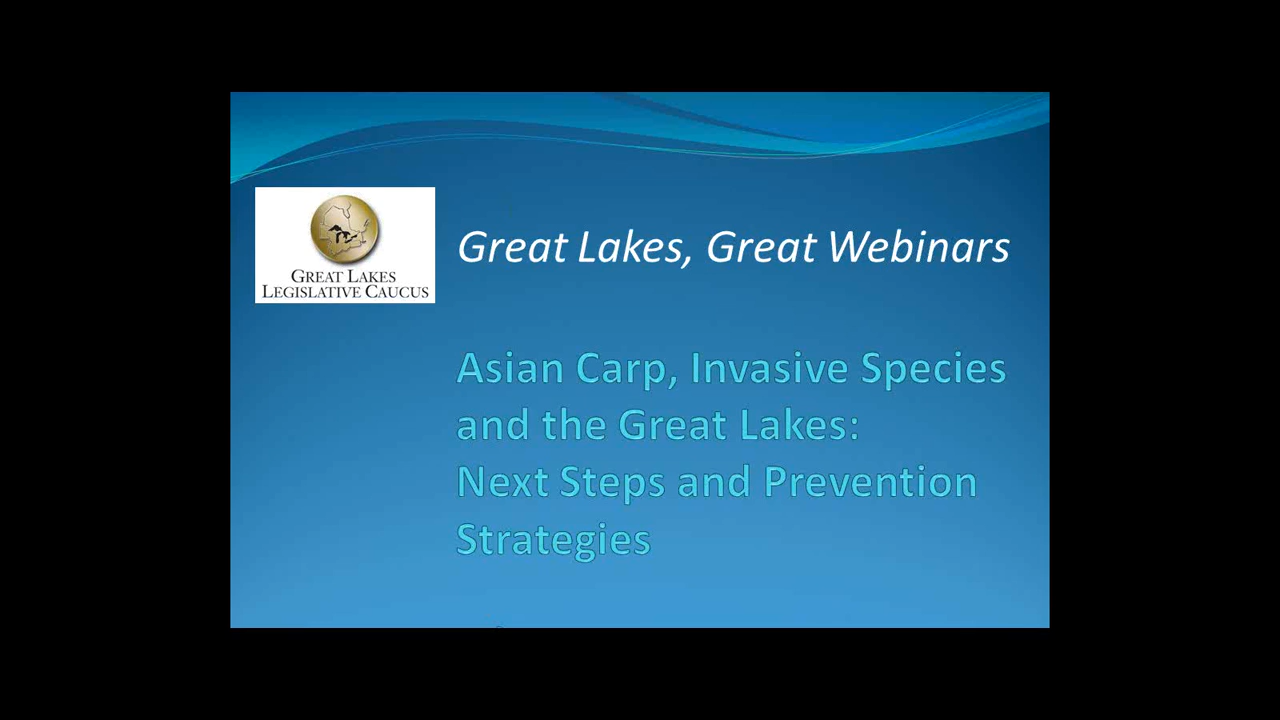 GREAT LAKES
LEGISLATIVE CAUCUS
Great Lakes, Great Webinars
Asian Carp, Invasive Species
and the Great Lakes:
Next Steps and Prevention
Strategies